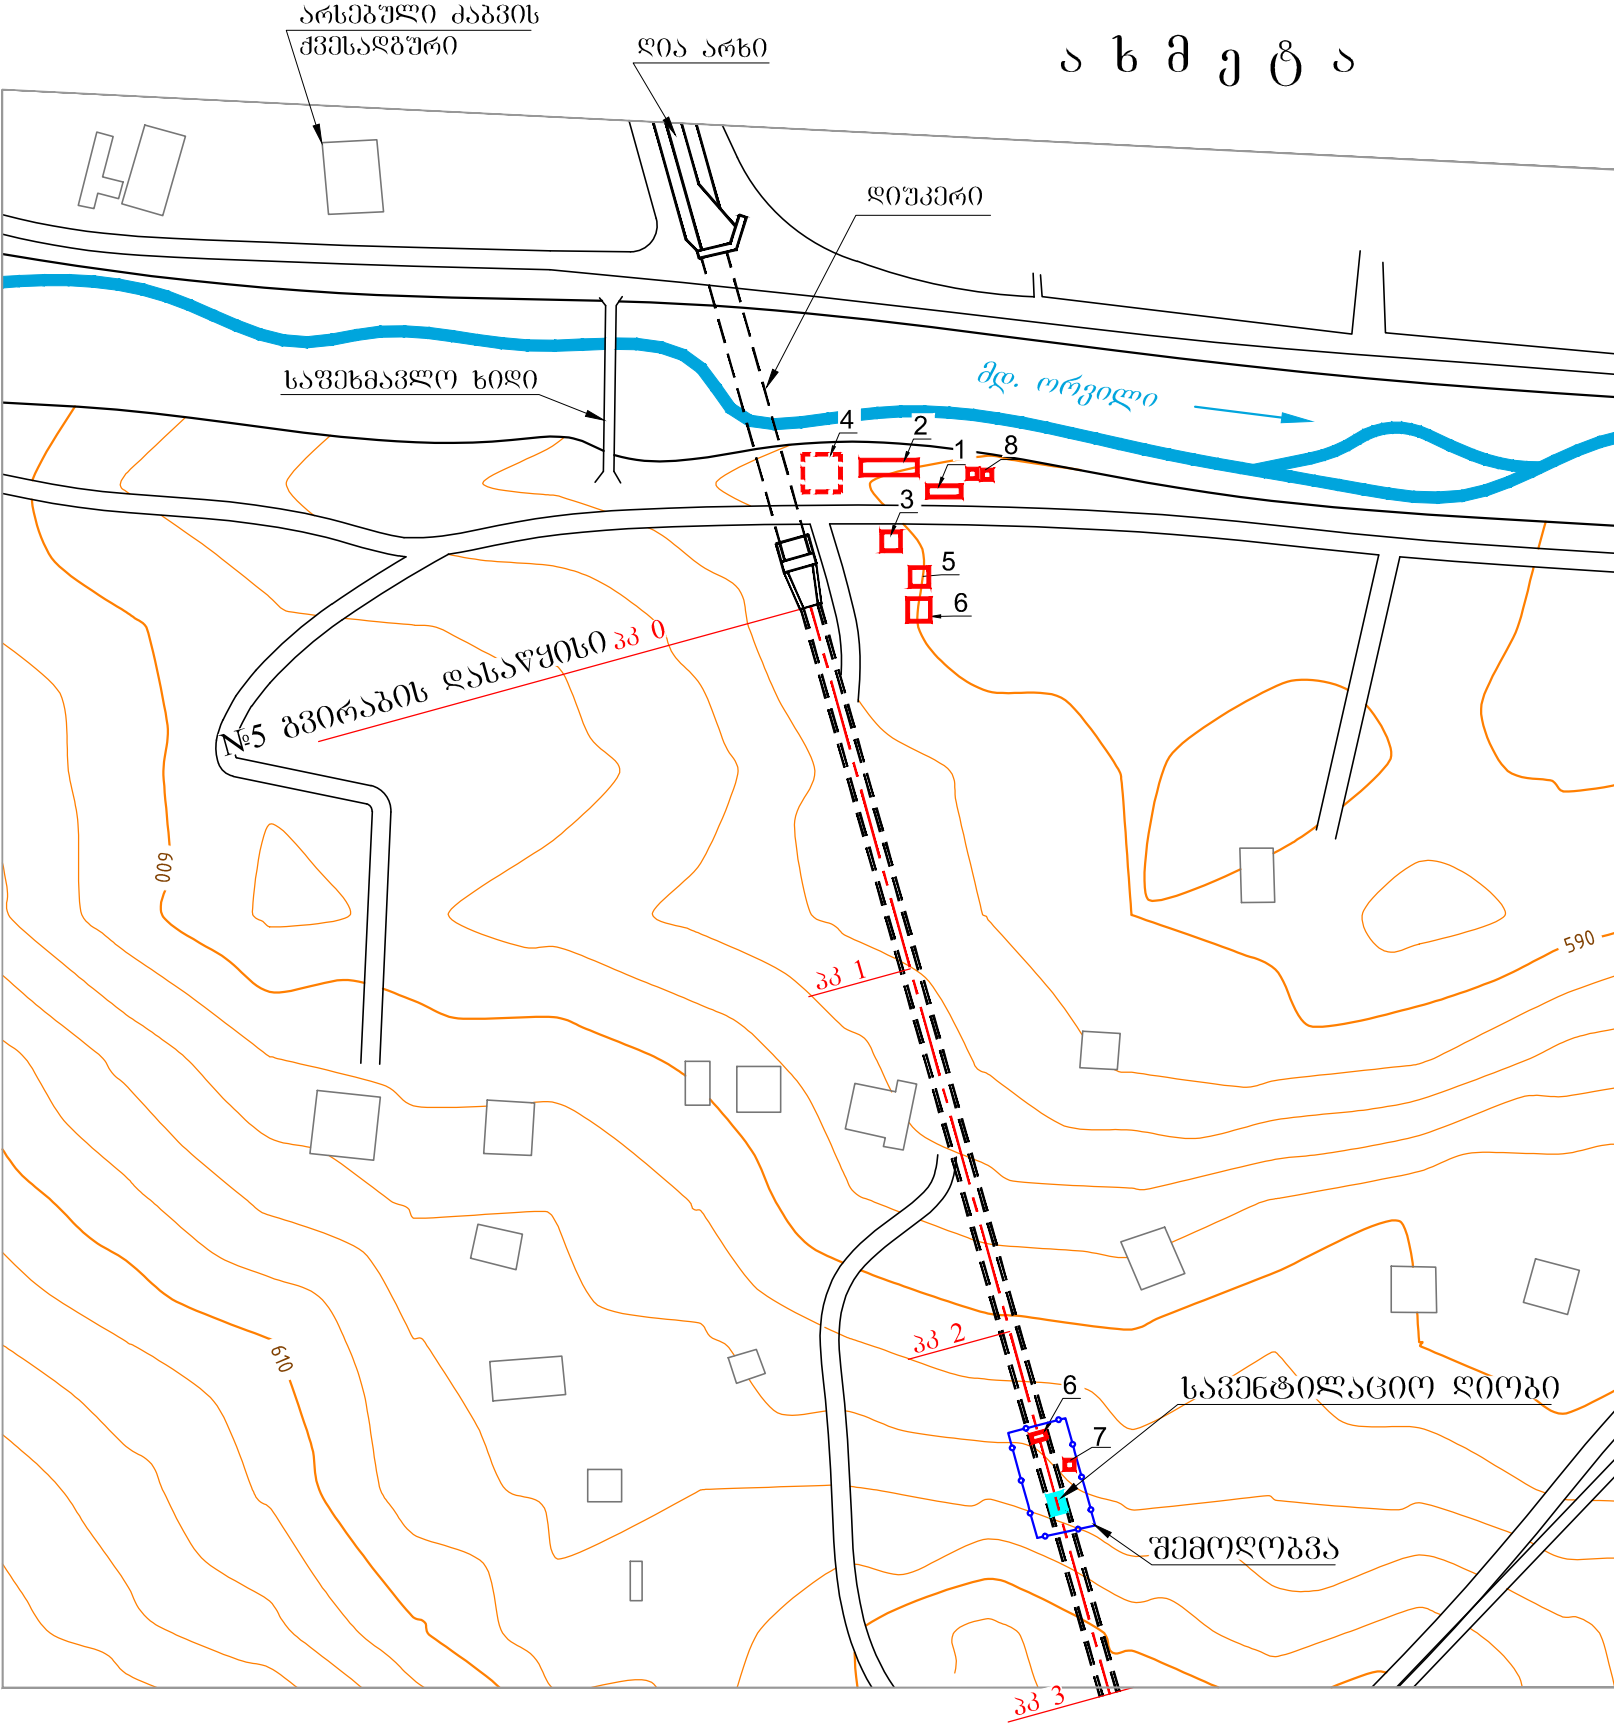 არსებული ძაბვის
ქვესადგური
ღია არხი
ა ხ მ ე ტ ა
დიუკერი
საფეხმავლო ხიდი
მდ. ორვილი
4
2
1
8
3
5
6
№5 გვირაბის დასაწყისი პკ 0
600
590
პკ 1
პკ 2
610
6
სავენტილაციო ღიობი
7
შემოღობვა
პკ 3